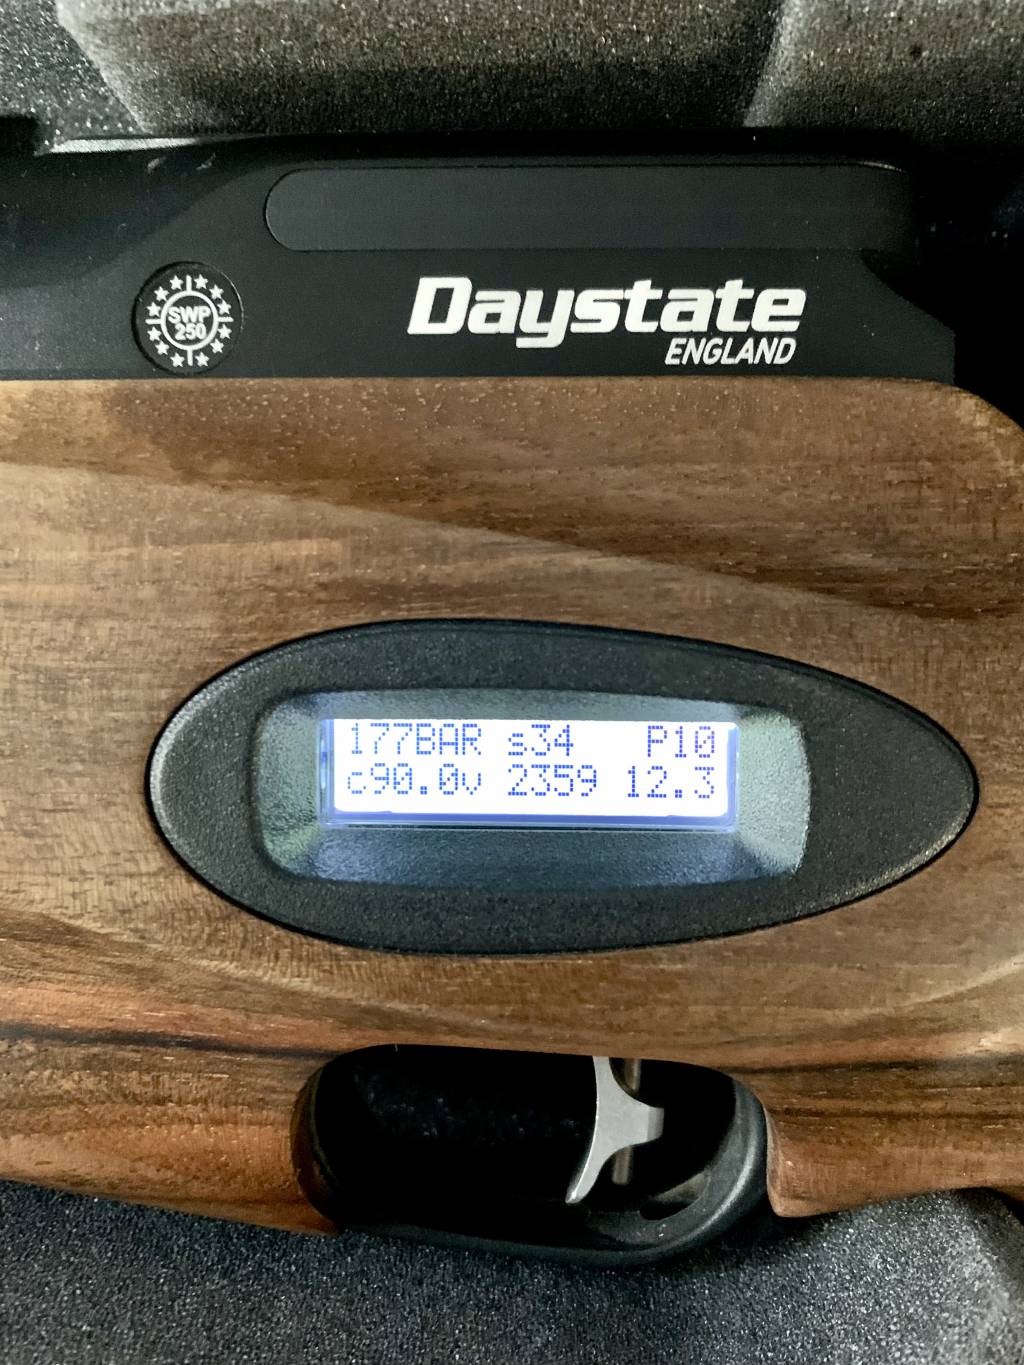 Daystate
ENGLAND
SWP
250
177BAR s34 P10
c90.0v 2359 12.3